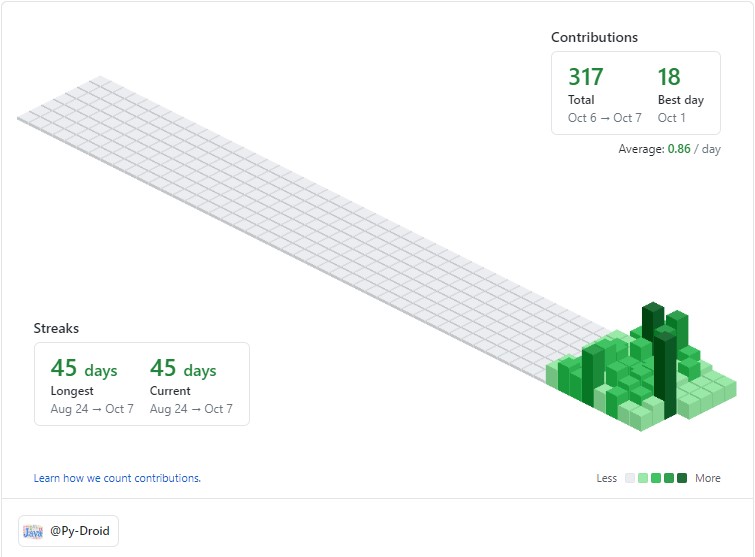 Contributions
317 18
Total Best day
Oct 6 → Oct 7 Oct 1
Average: 0.86 / day
Streaks
45 days 45 days
Longest Current
Aug 24 → Oct 7 Aug 24 → Oct 7
Learn how we count contributions.
Less More
Java @Py-Droid